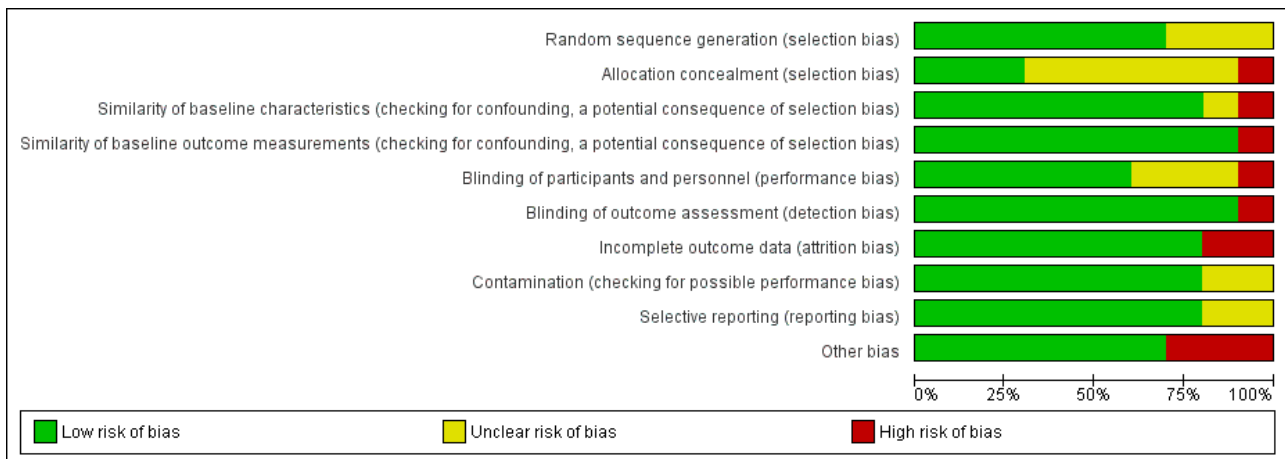 Random sequence generation (selection bias)
Allocation concealment (selection bias)
Similarity of baseline characteristics (checking for confounding, a potential consequence of selection bias)
Similarity of baseline outcome measurements (checking for confounding, a potential consequence of selection bias)
Blinding of participants and personnel (performance bias)
Blinding of outcome assessment (detection bias)
Incomplete outcome data (attrition bias)
Contamination (checking for possible performance bias)
Selective reporting (reporting bias)
Other bias
0% 25% 50% 75% 100%
Low risk of bias Unclear risk of bias High risk of bias